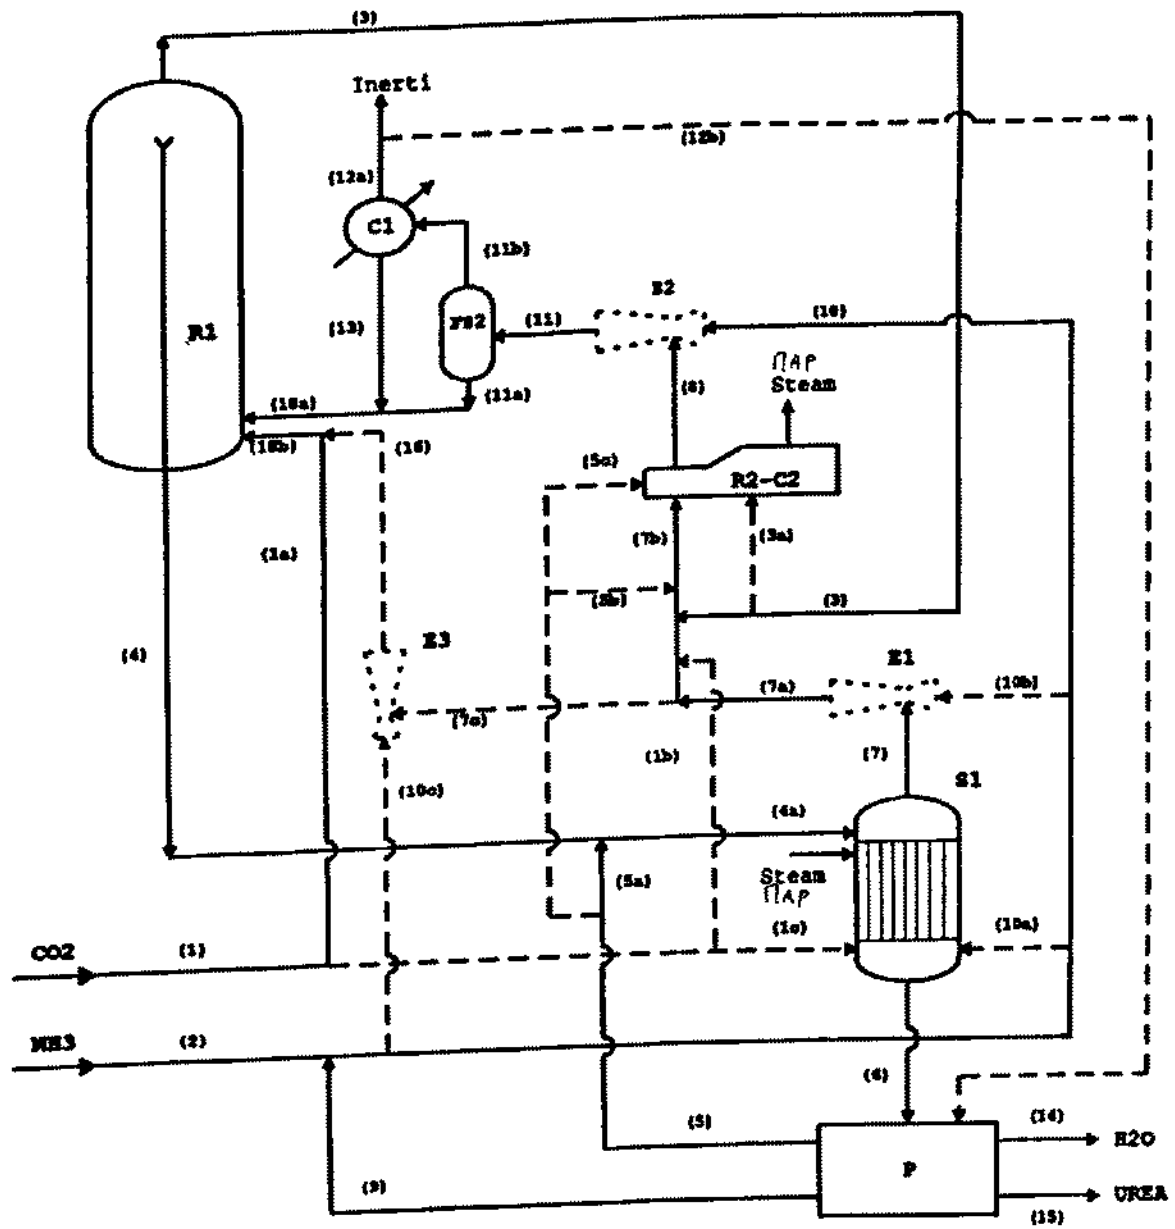 (3)
Inerti
(12b)
(12a)
C1
(11b)
E2
FS2
(11)
(10)
R1
(13)
ПАР
Steam
(8)
(11a)
(18a)
(18b)
(16)
(5c)
R2-C2
(1a)
(7b)
(3a)
(5b)
(3)
(4)
E3
E1
(7a)
(10b)
(7c)
(1b)
(7)
(10c)
S1
(4a)
Steam
ПАР
(5a)
(1c)
(10a)
CO2
(1)
NH3
(2)
(6)
(5)
(14)
H2O
P
(9)
UREA
(15)